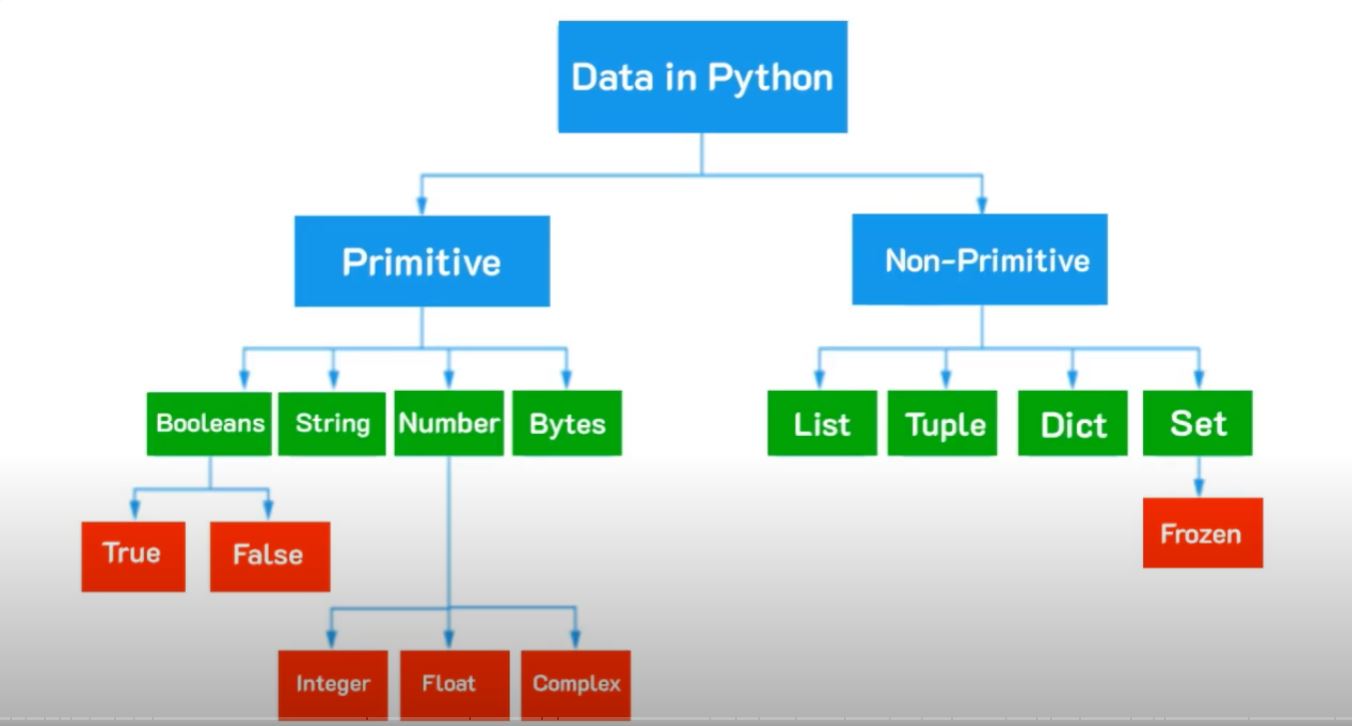 Data in Python
Primitive
Non-Primitive
Booleans
String
Number
Bytes
List
Tuple
Dict
Set
True
False
Frozen
Integer
Float
Complex